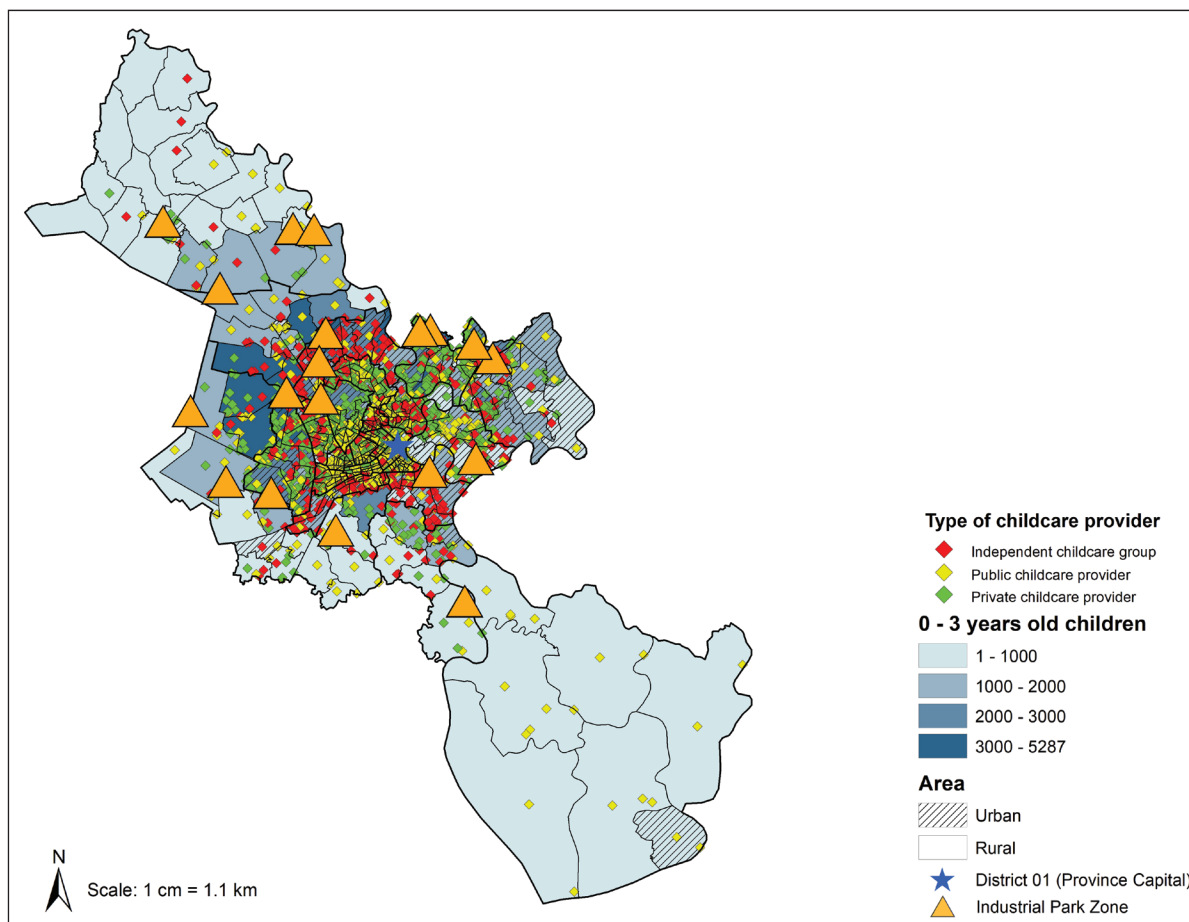 Type of childcare provider
Independent childcare group
Public childcare provider
Private childcare provider
0 - 3 years old children
1 - 1000
1000 - 2000
2000 - 3000
3000 - 5287
Area
Urban
Rural
District 01 (Province Capital)
Industrial Park Zone
N
Scale: 1 cm = 1.1 km